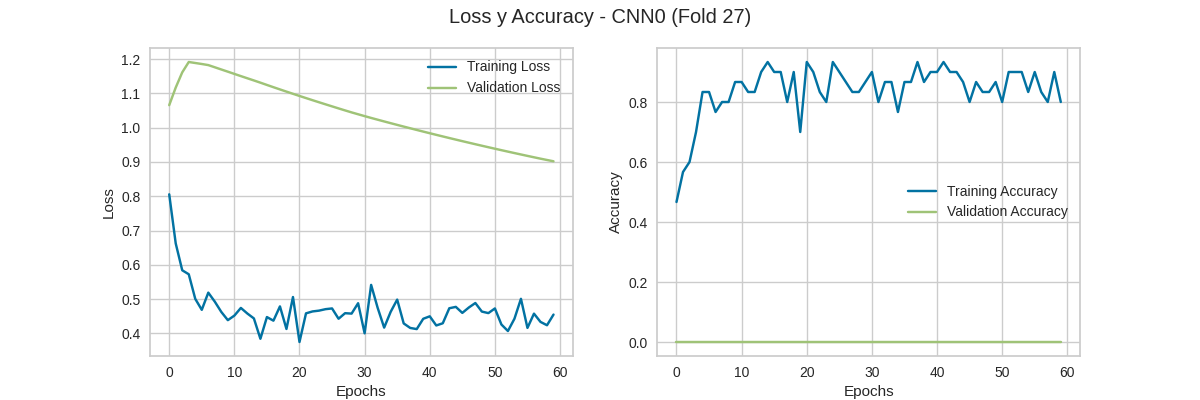 Loss y Accuracy - CNN0 (Fold 27)
1.2
1.1
1.0
0.9
0.8
0.7
0.6
0.5
0.4
Loss
Training Loss
Validation Loss
0 10 20 30 40 50 60
Epochs
0.8
0.6
0.4
0.2
0.0
Accuracy
Training Accuracy
Validation Accuracy
0 10 20 30 40 50 60
Epochs